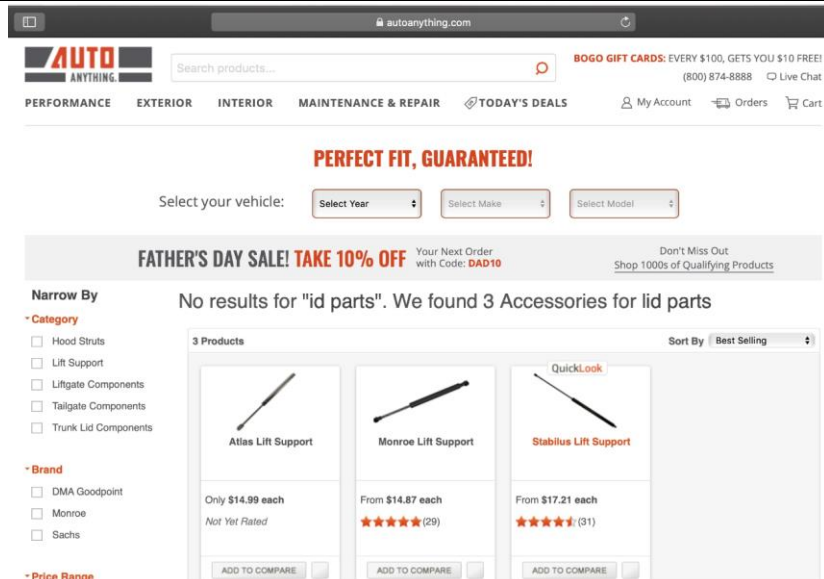 autoanything.com
AUTO
ANYTHING.
Search products...
BOGO GIFT CARDS: EVERY $100, GETS YOU $10 FREE!
(800) 874-8888 Live Chat
PERFORMANCE EXTERIOR INTERIOR MAINTENANCE & REPAIR TODAY'S DEALS My Account Orders Cart
PERFECT FIT, GUARANTEED!
Select your vehicle: Select Year Select Make Select Model
FATHER'S DAY SALE! TAKE 10% OFF
Your Next Order
with Code: DAD10
Don't Miss Out
Shop 1000s of Qualifying Products
Narrow By
Category
Hood Struts
Lift Support
Liftgate Components
Tailgate Components
Trunk Lid Components
Brand
DMA Goodpoint
Monroe
Sachs
Price Range
No results for "id parts". We found 3 Accessories for lid parts
3 Products Sort By Best Selling
QuickLook
Atlas Lift Support Monroe Lift Support Stabilus Lift Support
Only $14.99 each From $14.87 each From $17.21 each
Not Yet Rated (29) (31)
ADD TO COMPARE ADD TO COMPARE ADD TO COMPARE